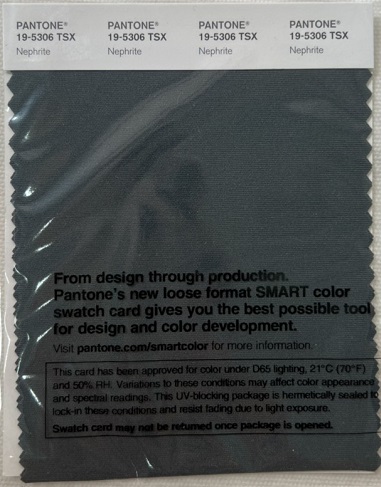 PANTONE® PANTONE® PANTONE® PANTONE®
19-5306 TSX 19-5306 TSX 19-5306 TSX 19-5306 TSX
Nephrite Nephrite Nephrite Nephrite
From design through production.
Pantone's new loose format SMART color
swatch card gives you the best possible tool
for design and color development.
Visit pantone.com/smartcolor for more information.
This card has been approved for color under D65 lighting, 21°C (70°F)
and 50% RH. Variations to these conditions may affect color appearance
and spectral readings. This UV-blocking package is hermetically sealed to
lock-in these conditions and resist fading due to light exposure.
Swatch card may not be returned once package is opened.